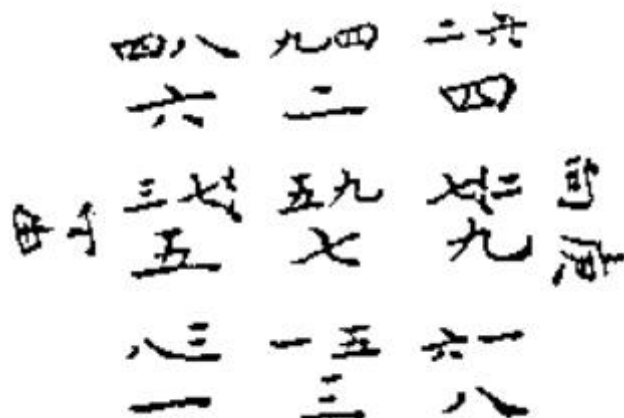 四八 九四 二六
六 二 四
三七 五九 七二
五 七 九
八三 一五 六一
一 三 八